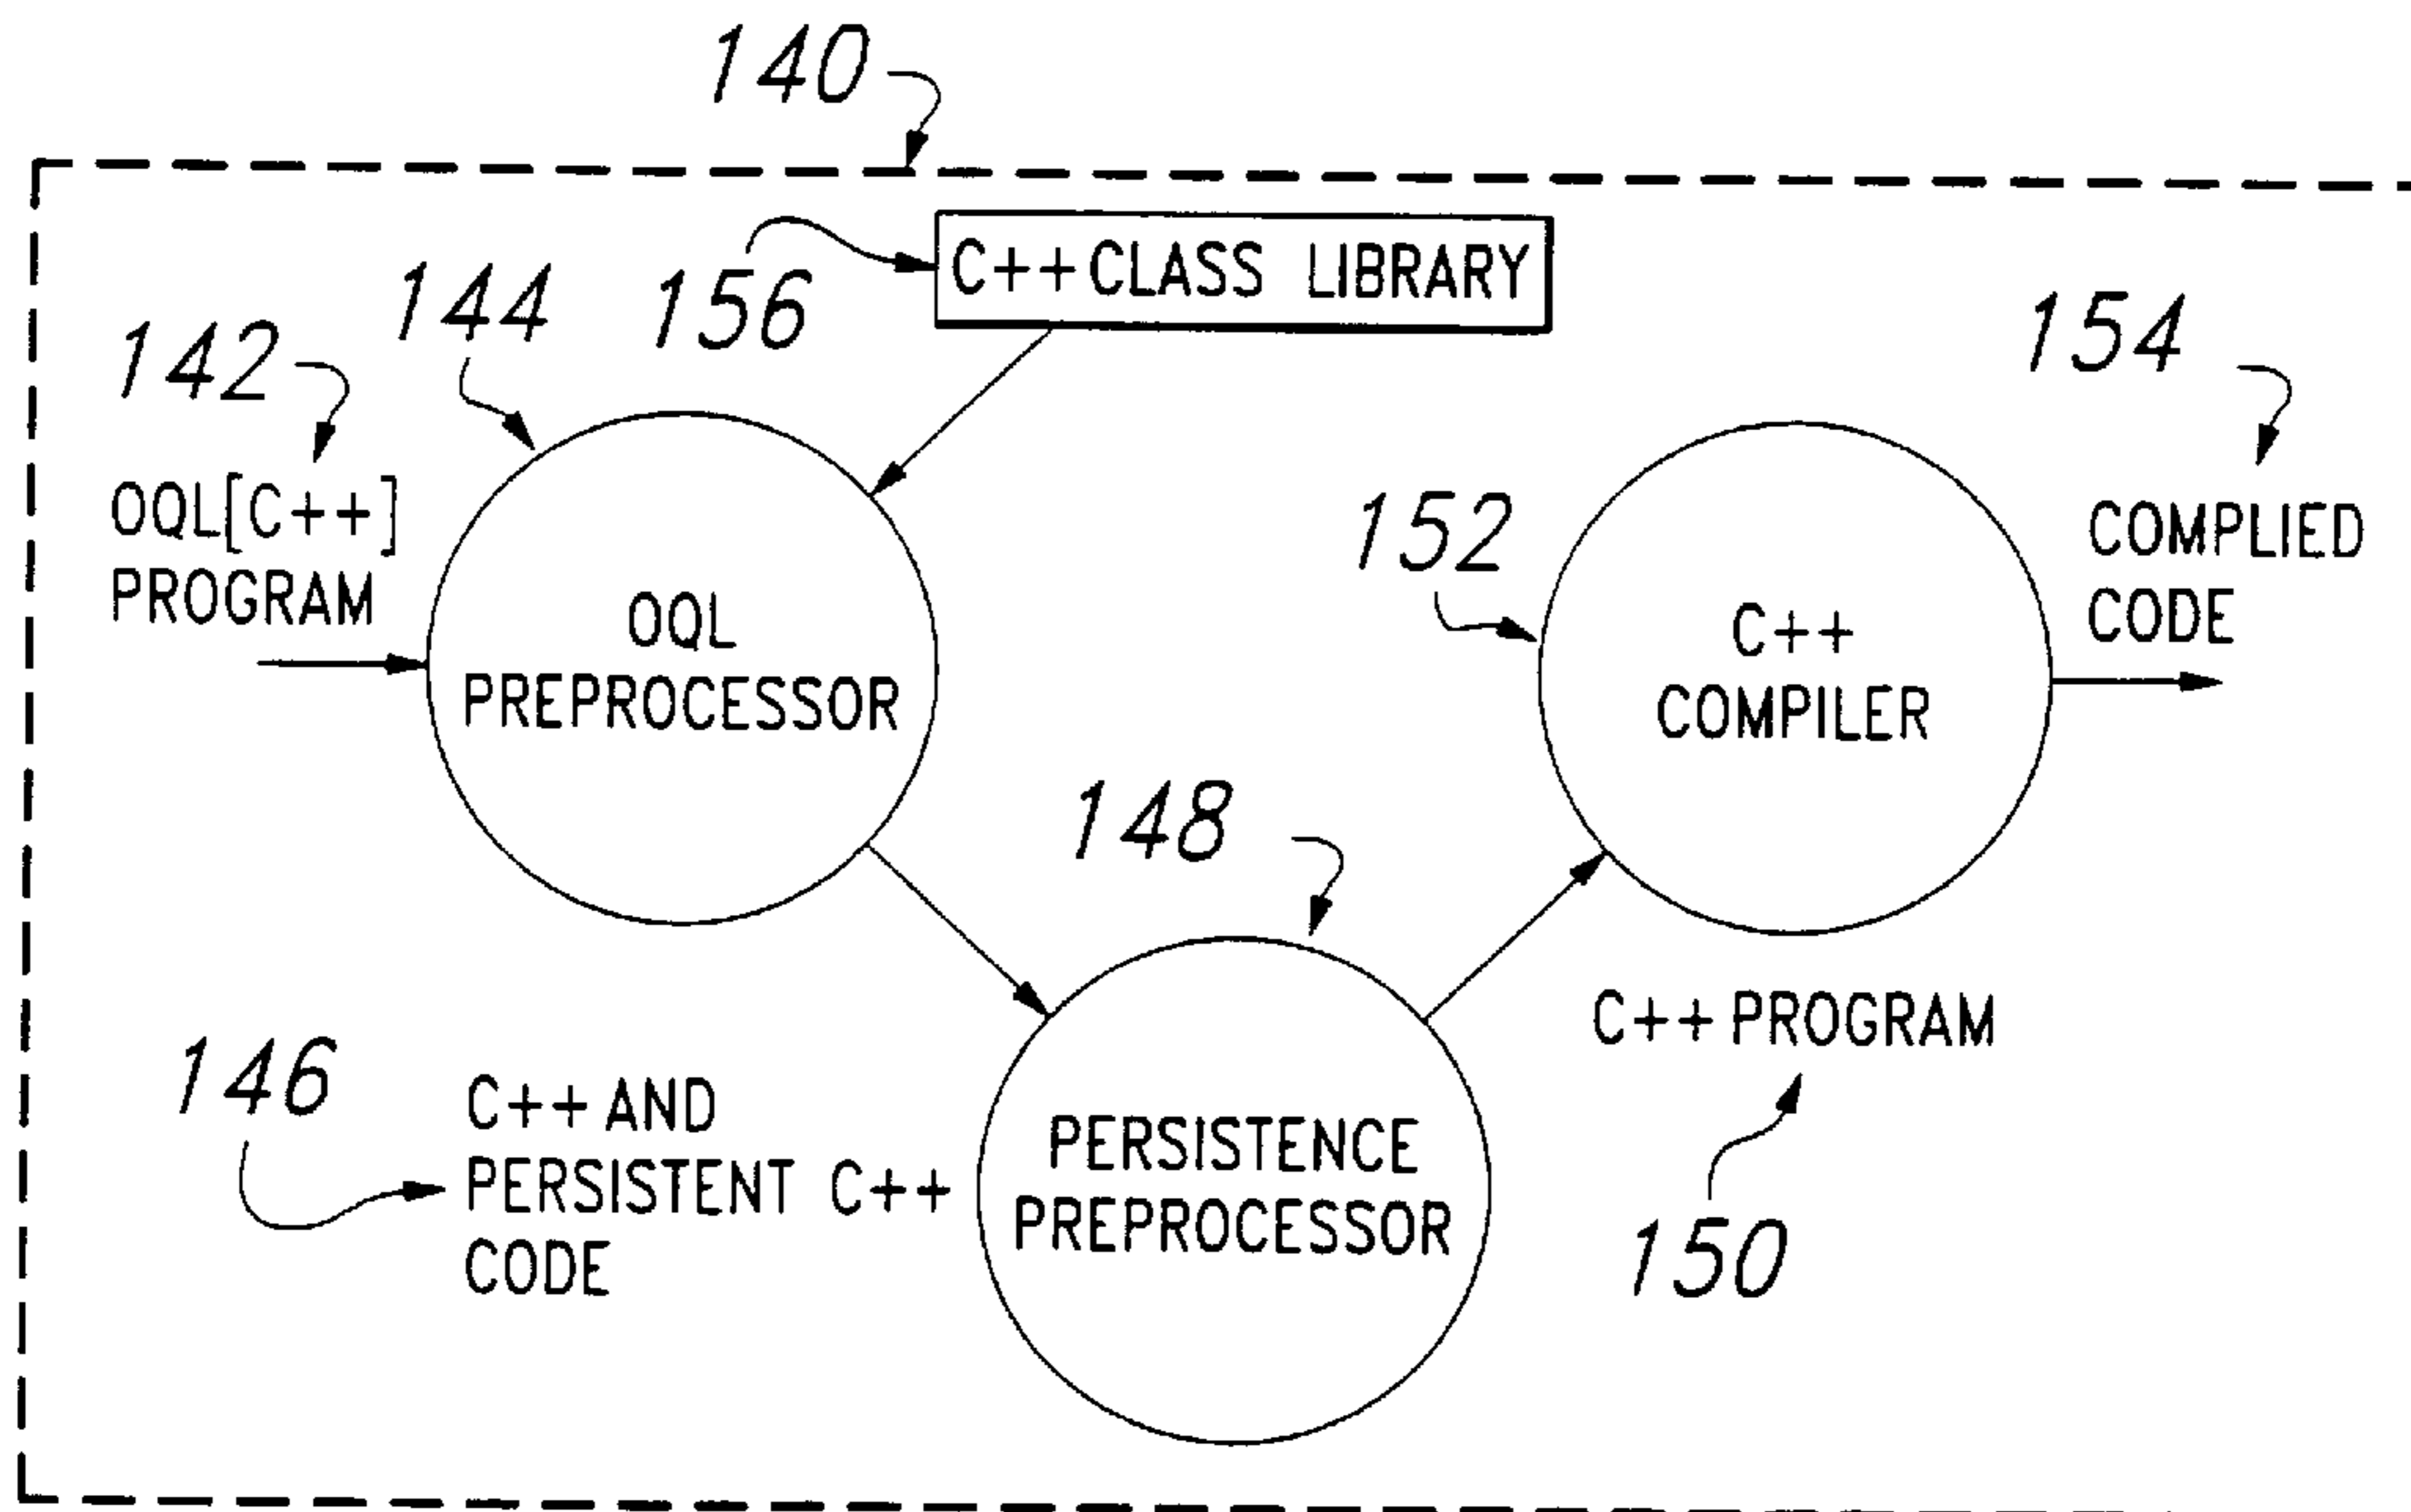 140
156
C++ CLASS LIBRARY
144
142
154
OQL[C++]
PROGRAM
OQL
PREPROCESSOR
152
C++
COMPILER
COMPLIED
CODE
148
146
C++ AND
PERSISTENT C++
CODE
PERSISTENCE
PREPROCESSOR
C++ PROGRAM
150